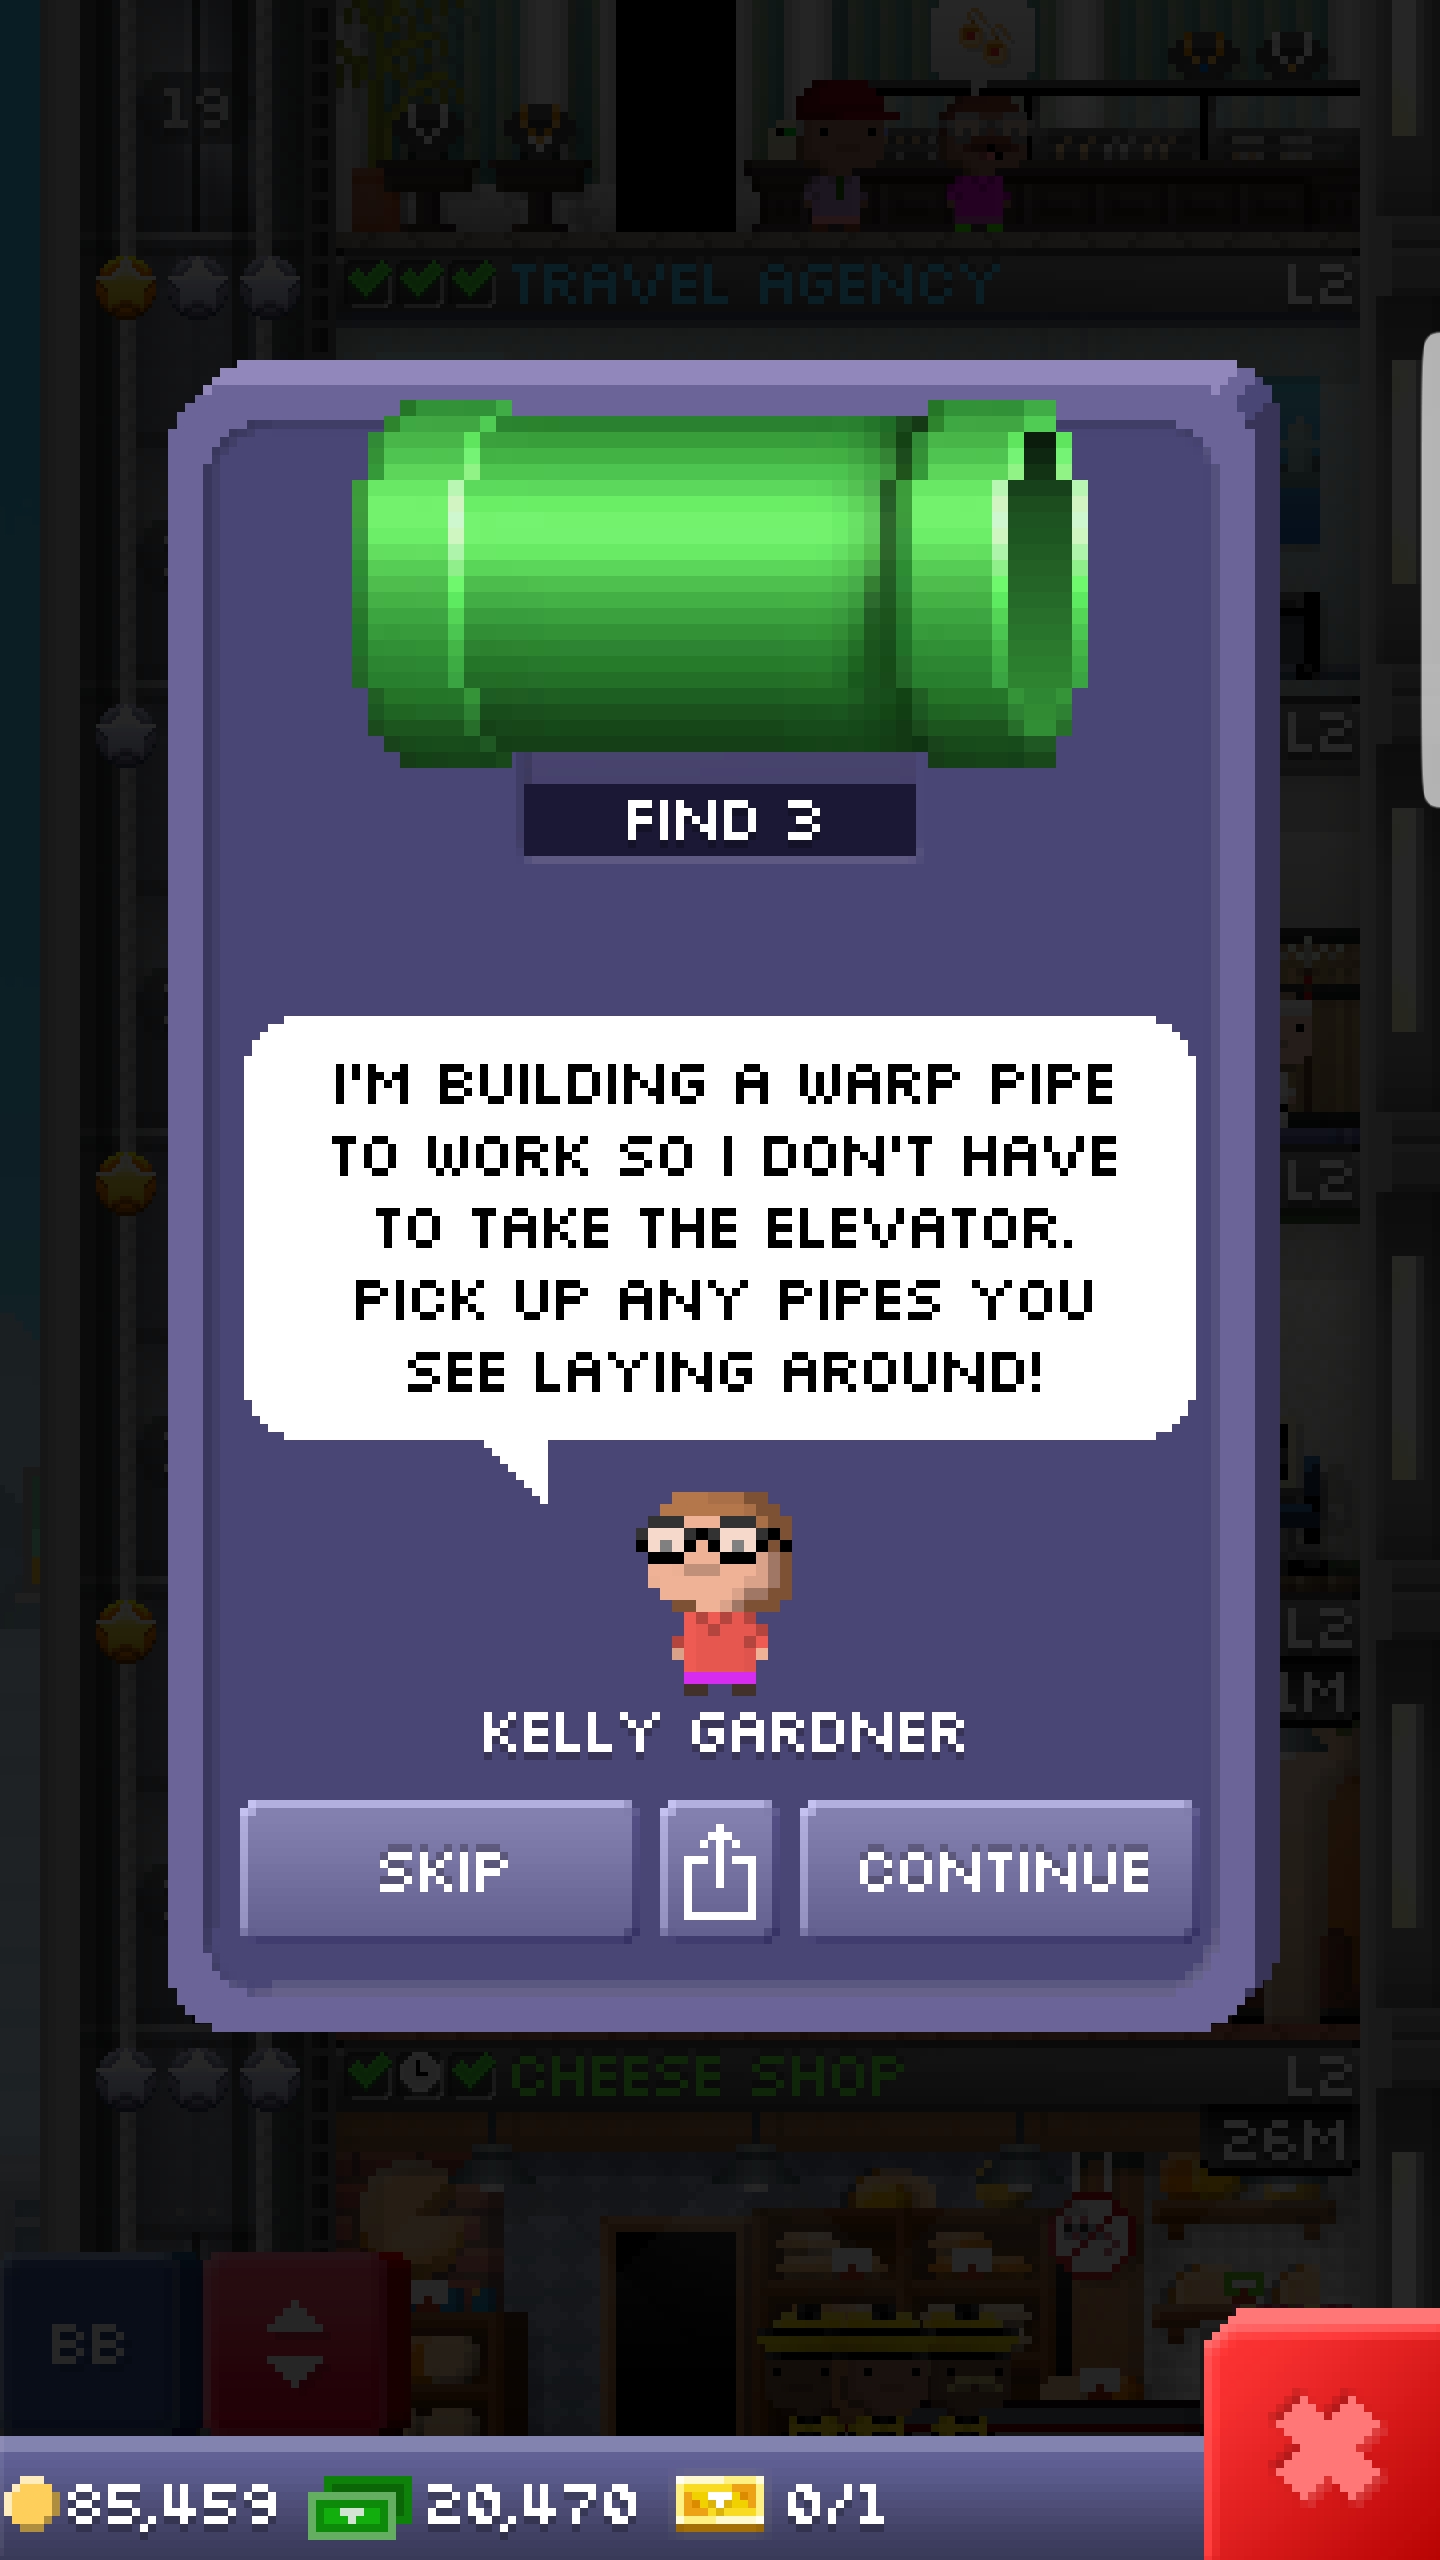 19
TRAVEL AGENCY L2
FIND 3
L2
I'M BUILDING A WARP PIPE
TO WORK SO I DON'T HAVE
TO TAKE THE ELEVATOR.
PICK UP ANY PIPES YOU
SEE LAYING AROUND!
L2
L2
1M
KELLY GARDNER
SKIP CONTINUE
CHEESE SHOP L2
26M
BB
85,459 20,470 0/1